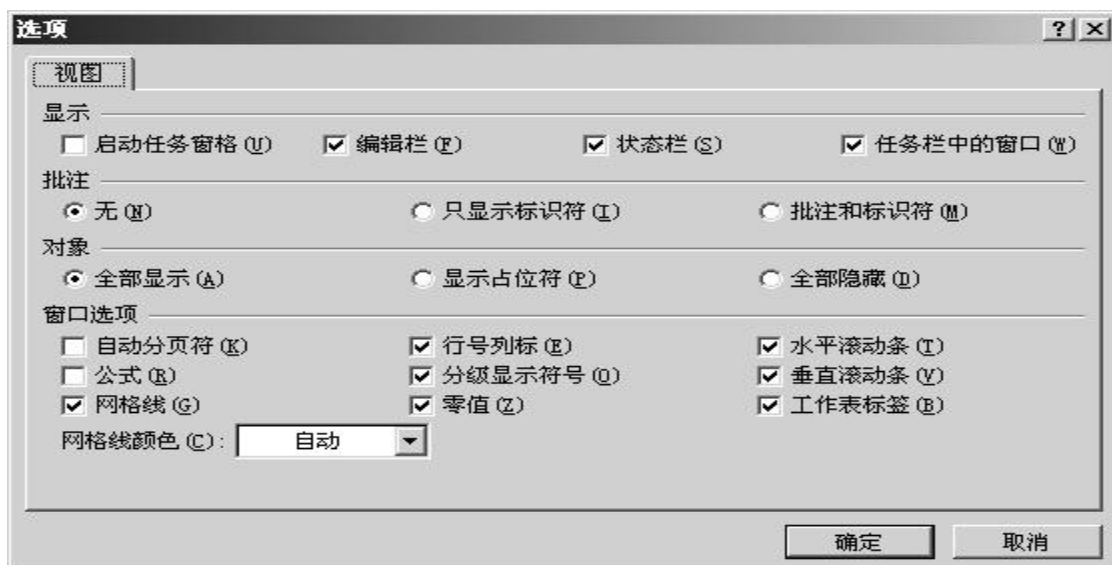 选项
视图
显示
启动任务窗格(U) 编辑栏(F) 状态栏(S) 任务栏中的窗口(W)
批注
无(N) 只显示标识符(I) 批注和标识符(M)
对象
全部显示(A) 显示占位符(P) 全部隐藏(D)
窗口选项
自动分页符(K) 行号列标(E) 水平滚动条(T)
公式(R) 分级显示符号(O) 垂直滚动条(V)
网格线(G) 零值(Z) 工作表标签(B)
网格线颜色(C): 自动
确定 取消